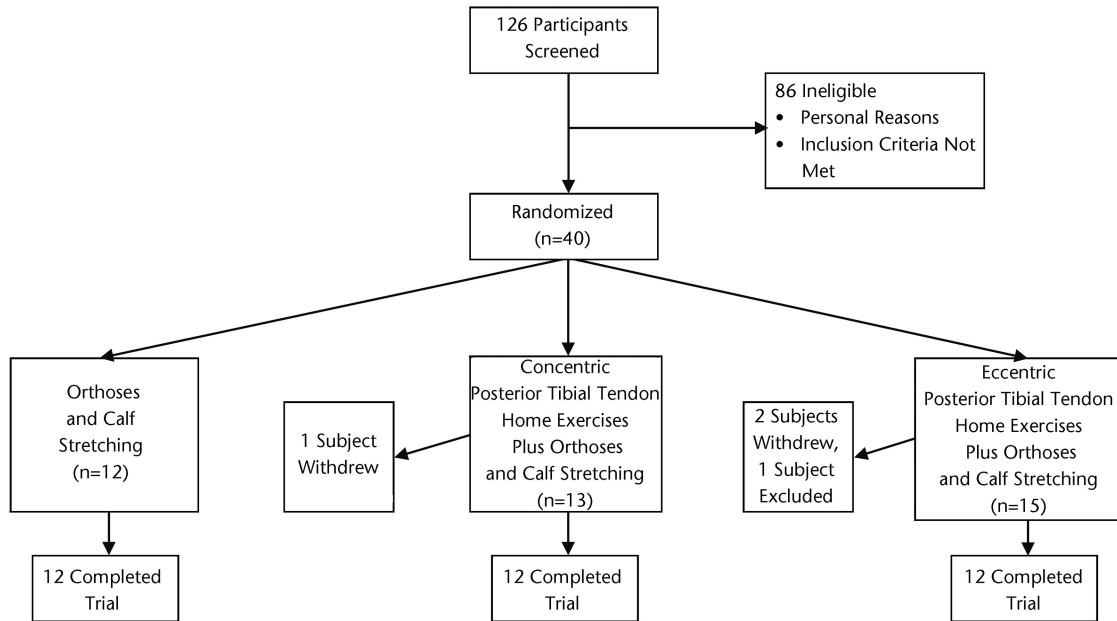 126 Participants
Screened
86 Ineligible
• Personal Reasons
• Inclusion Criteria Not
Met
Randomized
(n=40)
Orthoses
and Calf
Stretching
(n=12)
1 Subject
Withdrew
Concentric
Posterior Tibial Tendon
Home Exercises
Plus Orthoses
and Calf Stretching
(n=13)
2 Subjects
Withdrew,
1 Subject
Excluded
Eccentric
Posterior Tibial Tendon
Home Exercises
Plus Orthoses
and Calf Stretching
(n=15)
12 Completed
Trial
12 Completed
Trial
12 Completed
Trial